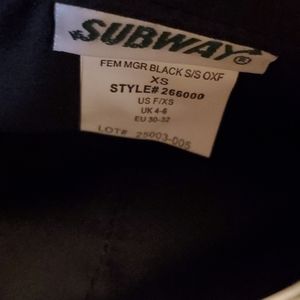 SUBWAY®
FEM MGR BLACK S/S OXF
XS
STYLE# 266000
US F/XS
UK 4-6
EU 30-32
LOT# 25003-005